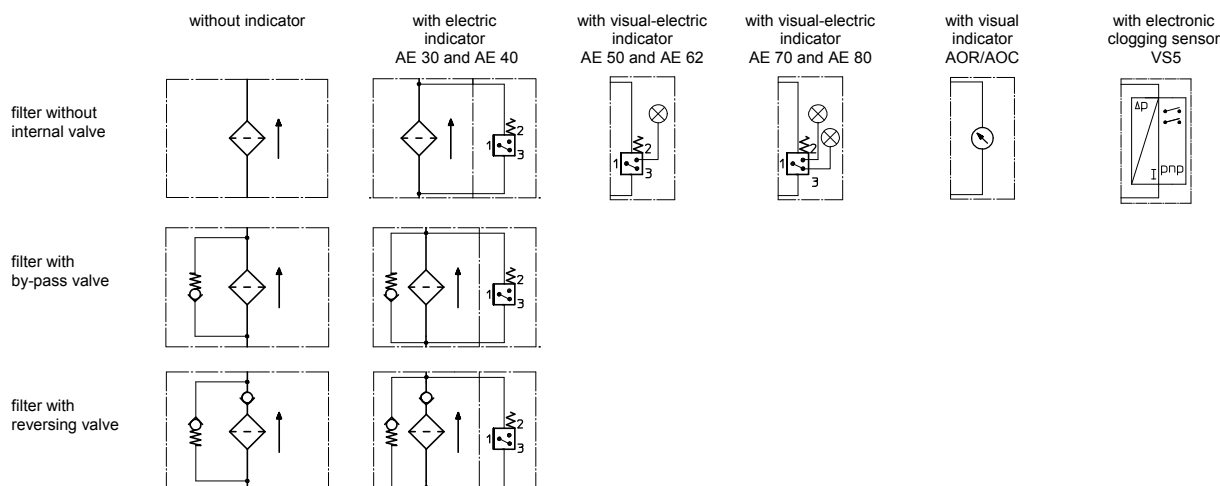 without indicator
with electric
indicator
AE 30 and AE 40
with visual-electric
indicator
AE 50 and AE 62
with visual-electric
indicator
AE 70 and AE 80
with visual
indicator
AOR/AOC
with electronic
clogging sensor
VS5
filter without
internal valve
1
2
3
1
2
3
1
2
3
Δp
I
pnp
filter with
by-pass valve
1
2
3
filter with
reversing valve
1
2
3